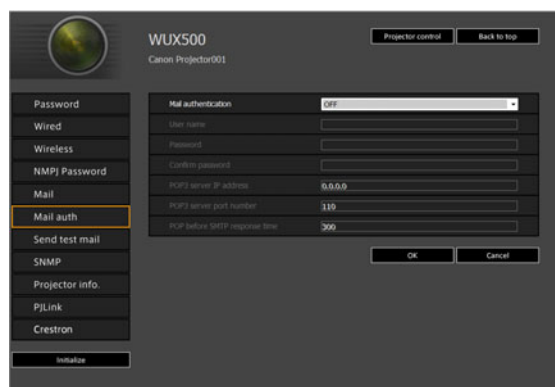 WUX500
Canon Projector001
Projector control
Back to top
Password
Wired
Wireless
NMPJ Password
Mail
Mail auth
Send test mail
SNMP
Projector info.
PJLink
Crestron
Initialize
Mail authentication OFF
User name
Password
Confirm password
POP3 server IP address 0.0.0.0
POP3 server port number 110
POP before SMTP response time 300
OK
Cancel